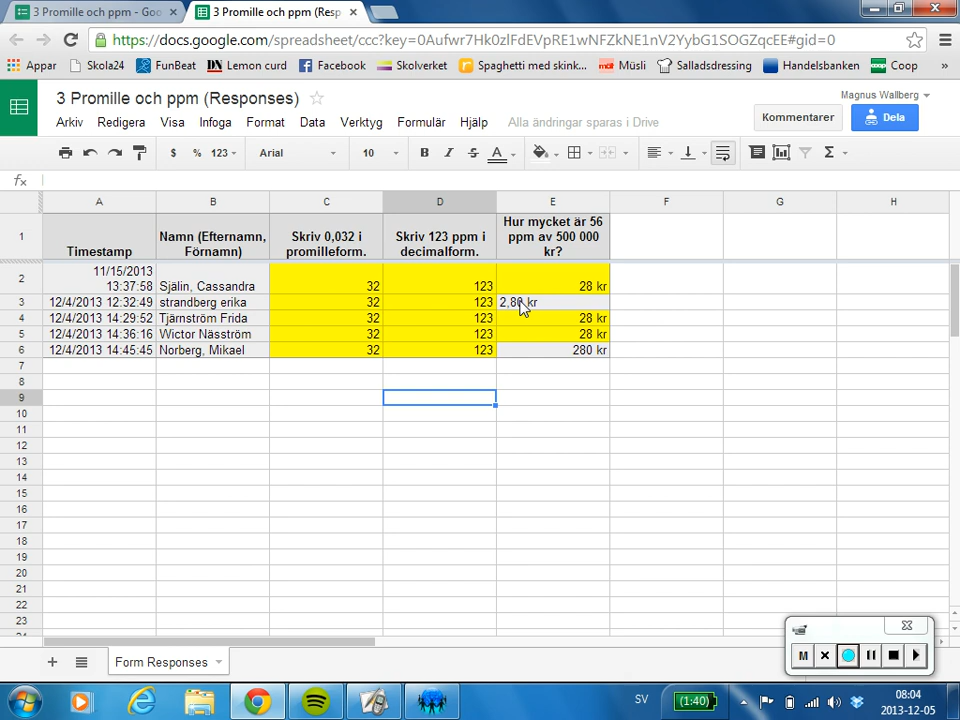 3 Promille och ppm - Goo
3 Promille och ppm (Resp
https://docs.google.com/spreadsheet/ccc?key=0Aufwr7Hk0zIFdEVpRE1wNFZkNE1nV2YybG1SOGZqcEE#gid=0
Appar Skola24 FunBeat Lemon curd Facebook Skolverket Spaghetti med skink... Müsli Salladsdressing Handelsbanken Coop »
3 Promille och ppm (Responses)
Magnus Wallberg
Kommentarer
Dela
Arkiv Redigera Visa Infoga Format Data Verktyg Formulär Hjälp Alla ändringar sparas i Drive
$ % 123 Arial 10 B I S A Σ
fx
A B C D E F G H
1 Timestamp Namn (Efternamn, Förnamn) Skriv 0,032 i promilleform. Skriv 123 ppm i decimalform. Hur mycket är 56 ppm av 500 000 kr?
2 11/15/2013 13:37:58 Själin, Cassandra 32 123 28 kr
3 12/4/2013 12:32:49 strandberg erika 32 123 2,80 kr
4 12/4/2013 14:29:52 Tjärnström Frida 32 123 28 kr
5 12/4/2013 14:36:16 Wictor Näsström 32 123 28 kr
6 12/4/2013 14:45:45 Norberg, Mikael 32 123 280 kr
7
8
9
10
11
12
13
14
15
16
17
18
19
20
21
22
23
+ Form Responses
M
SV
(1:40)
08:04
2013-12-05